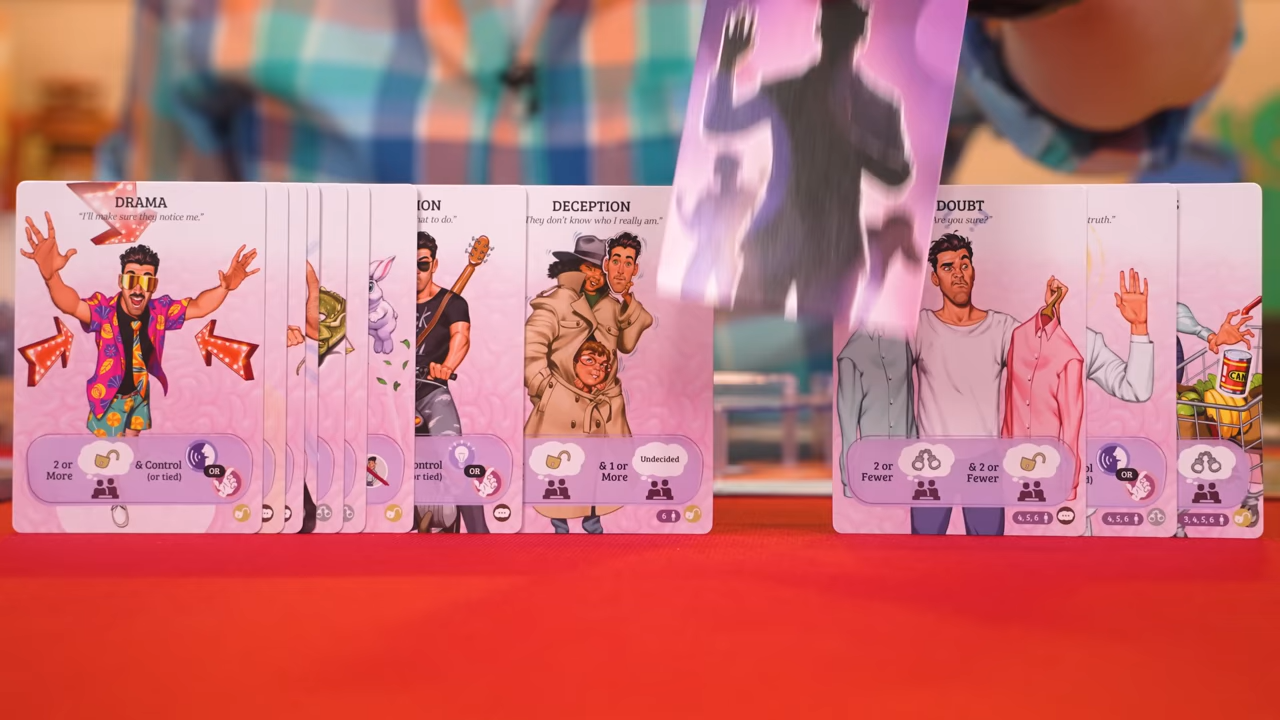 DRAMA
"I'll make sure they notice me."
2 or
More
& Control
(or tied)
OR
ION
hat to do."
ontrol
or tied)
OR
DECEPTION
They don't know who I really am."
& 1 or
More
Undecided
6
DOUBT
Are you sure?"
2 or
Fewer
& 2 or
Fewer
4, 5, 6
truth."
OR
4, 5, 6
CAN
3, 4, 5, 6